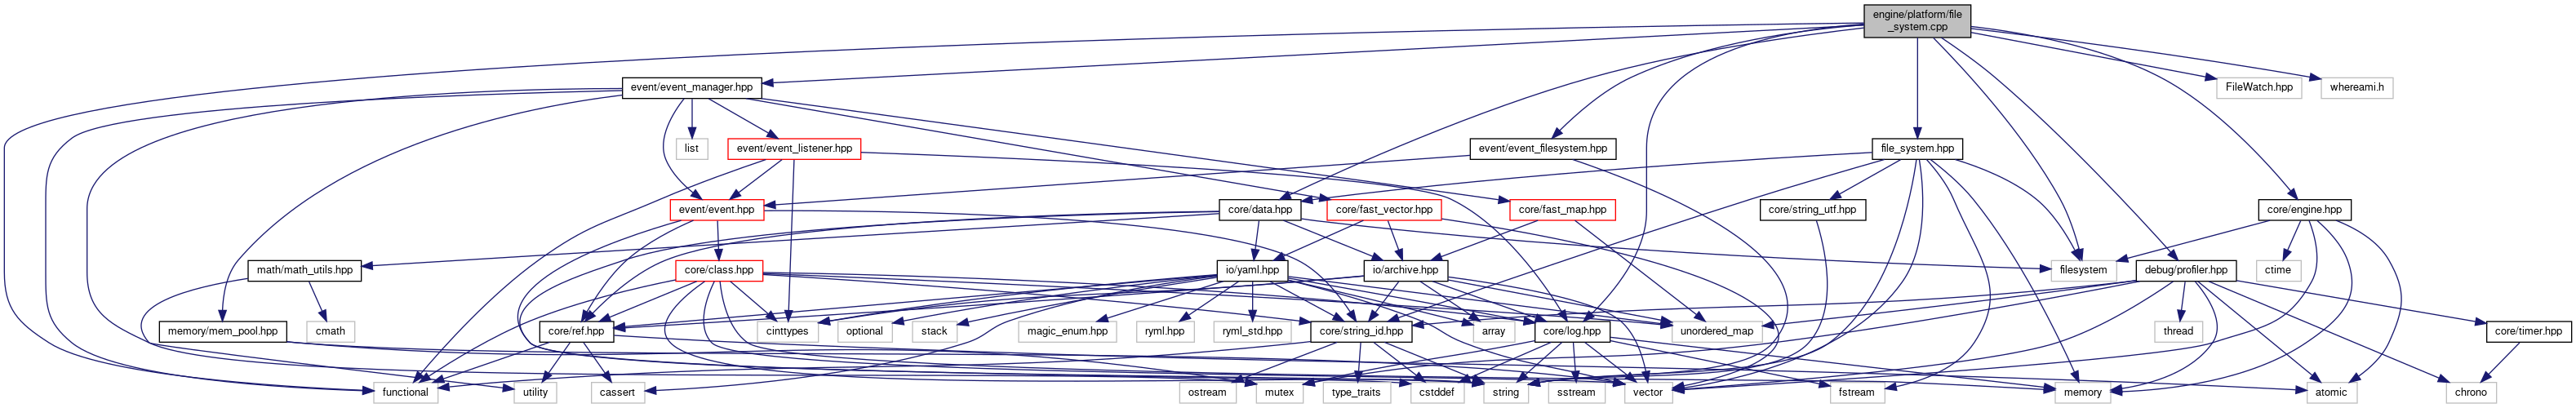 engine/platform/file
_system.cpp
event/event_manager.hpp
FileWatch.hpp
whereami.h
list
event/event_listener.hpp
event/event_filesystem.hpp
file_system.hpp
event/event.hpp
core/data.hpp
core/fast_vector.hpp
core/fast_map.hpp
core/string_utf.hpp
core/engine.hpp
math/math_utils.hpp
core/class.hpp
io/yaml.hpp
io/archive.hpp
filesystem
ctime
debug/profiler.hpp
memory/mem_pool.hpp
cmath
core/ref.hpp
cinttypes
optional
stack
magic_enum.hpp
ryml.hpp
ryml_std.hpp
core/string_id.hpp
array
core/log.hpp
unordered_map
thread
core/timer.hpp
functional
utility
cassert
ostream
mutex
type_traits
cstddef
string
sstream
vector
fstream
memory
atomic
chrono